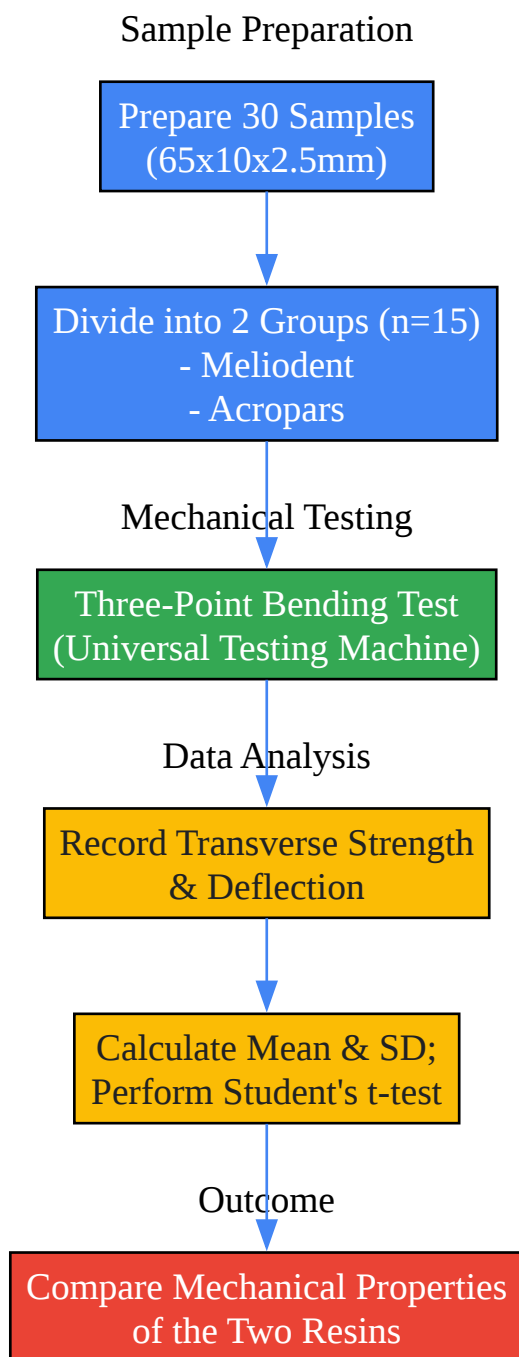 Sample Preparation
Prepare 30 Samples
(65x10x2.5mm)
Divide into 2 Groups (n=15)
- Meliodent
- Acropars
Mechanical Testing
Three-Point Bending Test
(Universal Testing Machine)
Data Analysis
Record Transverse Strength
& Deflection
Calculate Mean & SD;
Perform Student's t-test
Outcome
Compare Mechanical Properties
of the Two Resins